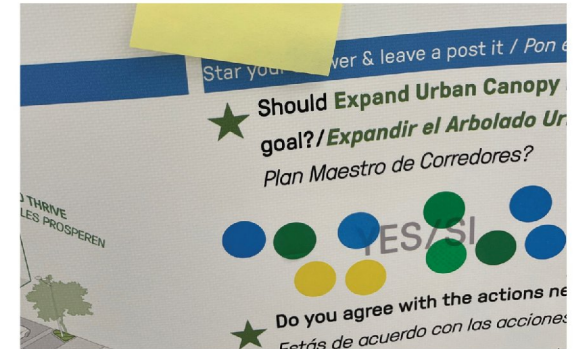 Star your ver & leave a post it / Pon
Should Expand Urban Canopy
goal?/Expandir el Arbolado Ur
Plan Maestro de Corredores?
THRIVE
LES PROSPEREN
YES/SI
Do you agree with the actions ne
Estás de acuerdo con las acciones